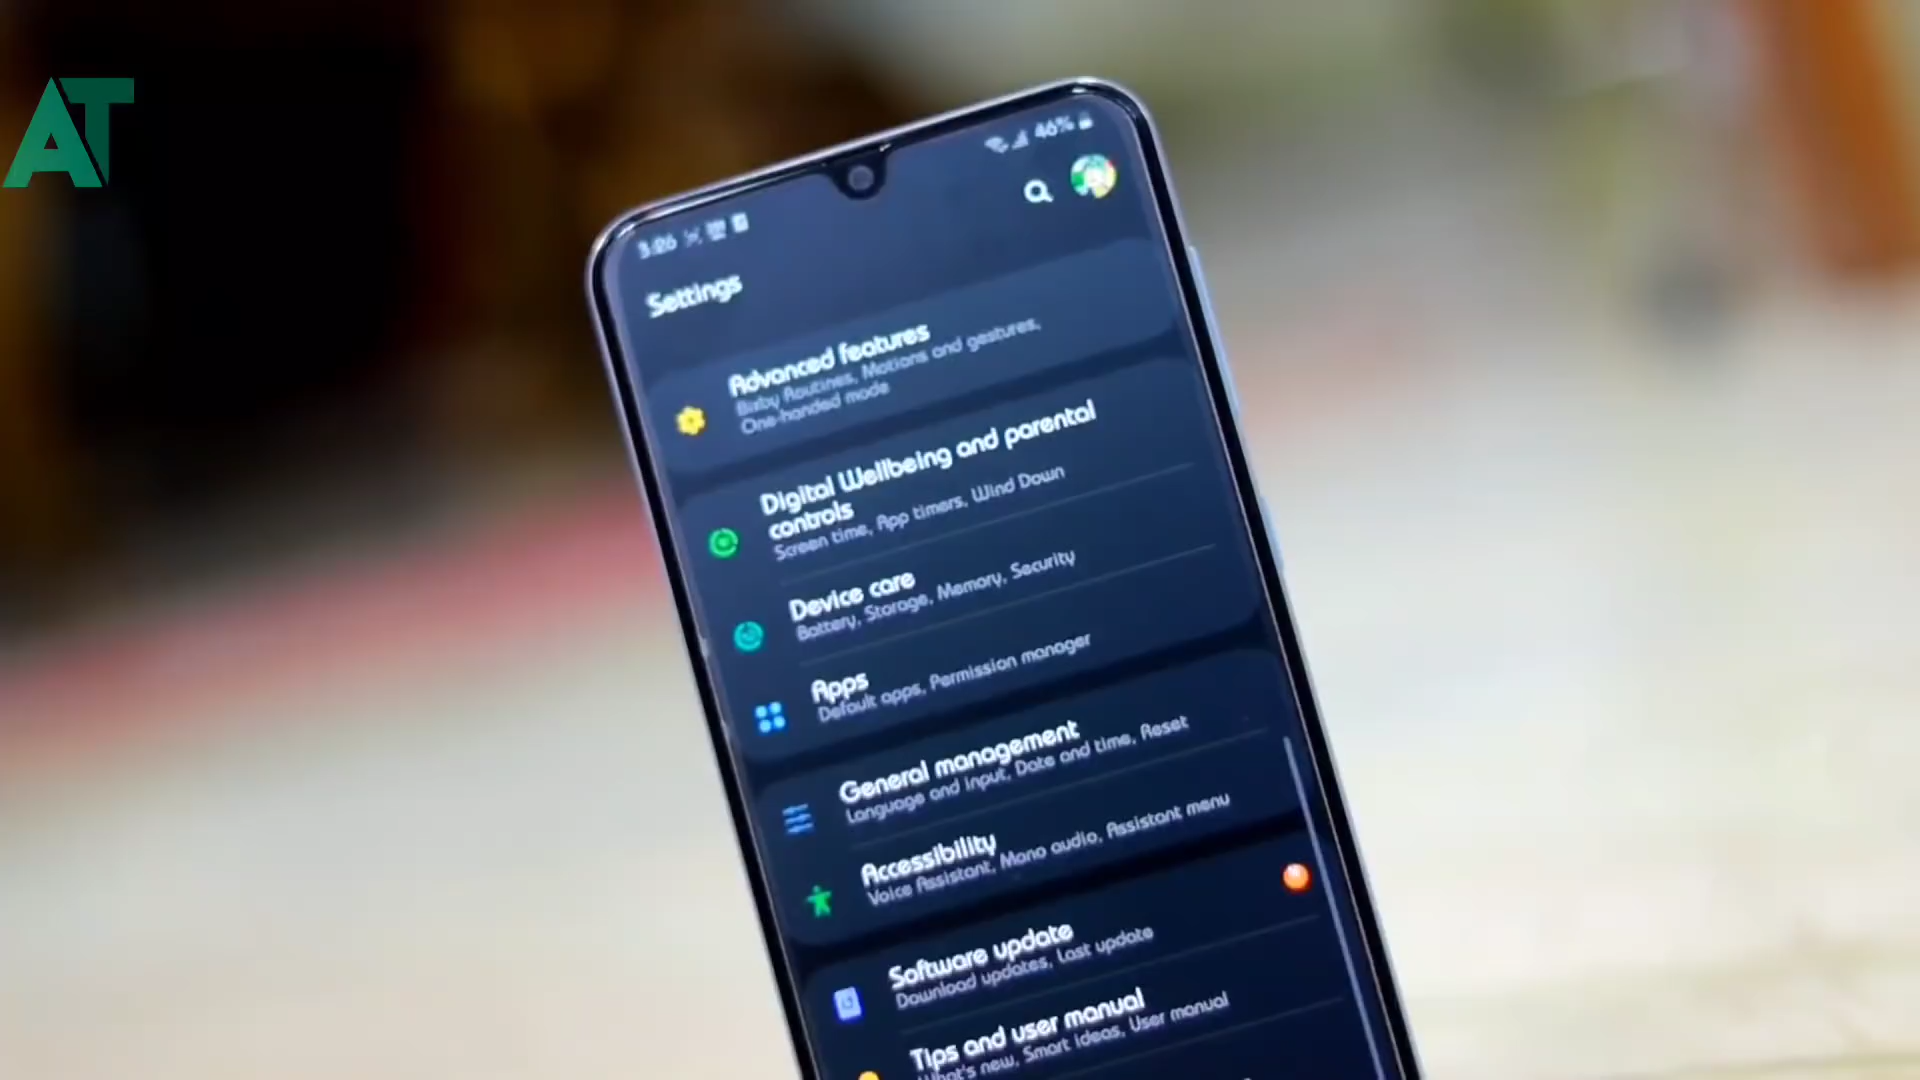 AT
3:26
46%
Settings
Advanced features
Bixby Routines, Motions and gestures,
One-handed mode
Digital Wellbeing and parental
controls
Screen time, App timers, Wind Down
Device care
Battery, Storage, Memory, Security
Apps
Default apps, Permission manager
General management
Language and input, Date and time, Reset
Accessibility
Voice Assistant, Mono audio, Assistant menu
Software update
Download updates, Last update
Tips and user manual
What's new, Smart ideas, User manual